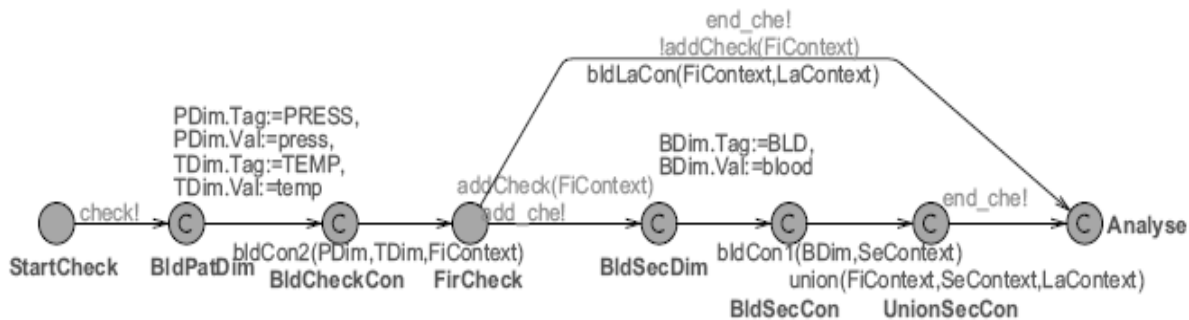 end_che!
!addCheck(FiContext)
bldLaCon(FiContext,LaContext)
PDim.Tag:=PRESS,
PDim.Val:=press,
TDim.Tag:=TEMP,
TDim.Val:=temp
BDim.Tag:=BLD,
BDim.Val:=blood
addCheck(FiContext)
check!
C
C
add_che!
C
C
C
end_che!
C
Analyse
StartCheck
BldPatDim
bldCon2(PDim,TDim,FiContext)
BldCheckCon
FirCheck
BldSecDim
bldCon1(BDim,SeContext)
union(FiContext,SeContext,LaContext)
BldSecCon
UnionSecCon